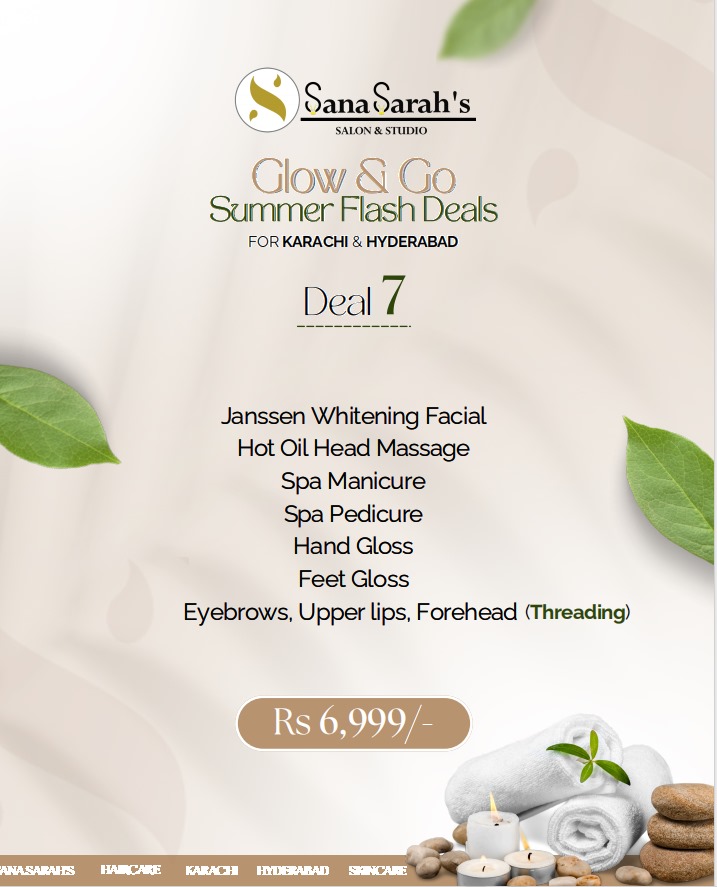 Sana Sarah's
SALON & STUDIO
Glow & Go
Summer Flash Deals
FOR KARACHI & HYDERABAD
Deal 7
Janssen Whitening Facial
Hot Oil Head Massage
Spa Manicure
Spa Pedicure
Hand Gloss
Feet Gloss
Eyebrows, Upper lips, Forehead (Threading)
Rs 6,999/-
ANA SARAH'S HAIRCARE KARACHI HYDERABAD SKINCARE